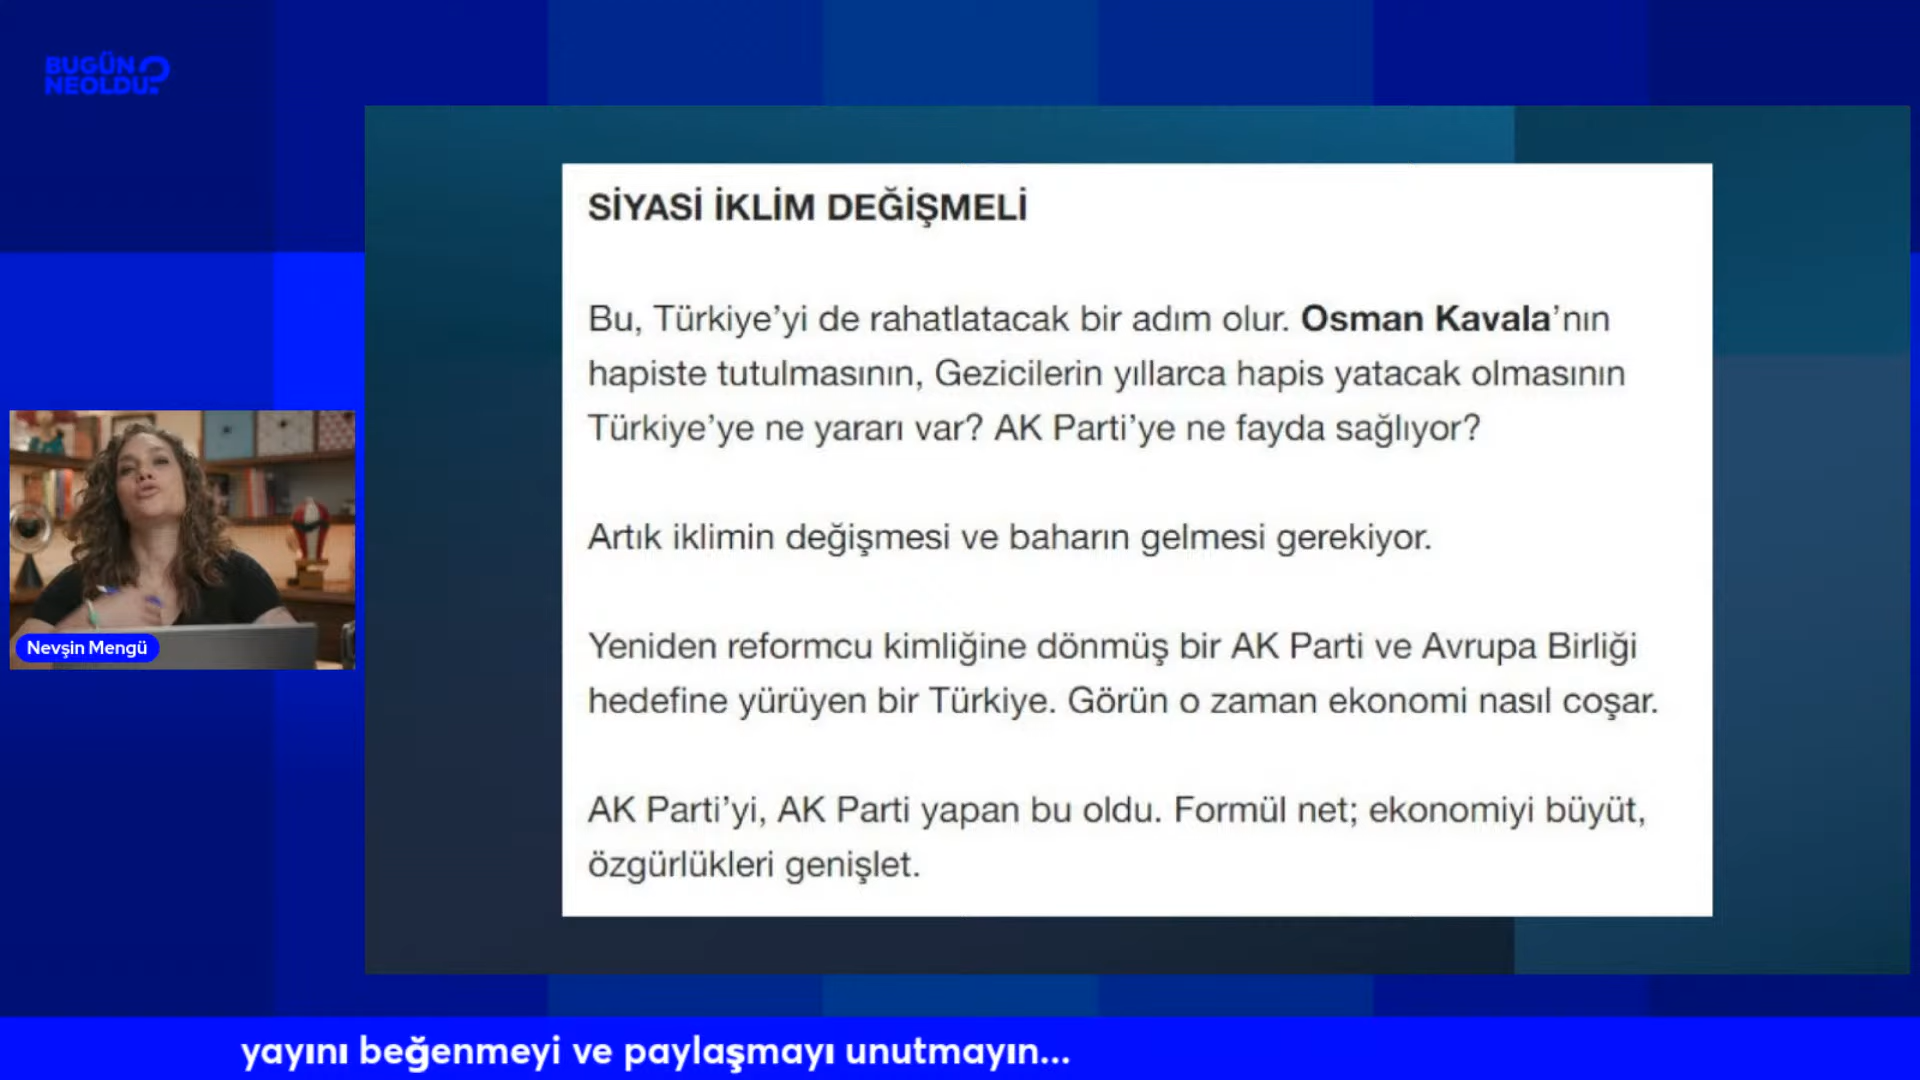 BUGÜN
NEOLDU?
SİYASİ İKLİM DEĞİŞMELİ
Bu, Türkiye’yi de rahatlatacak bir adım olur. Osman Kavala’nın
hapiste tutulmasının, Gezicilerin yıllarca hapis yatacak olmasının
Türkiye’ye ne yararı var? AK Parti’ye ne fayda sağlıyor?
Artık iklimin değişmesi ve baharın gelmesi gerekiyor.
Yeniden reformcu kimliğine dönmüş bir AK Parti ve Avrupa Birliği
hedefine yürüyen bir Türkiye. Görün o zaman ekonomi nasıl coşar.
AK Parti’yi, AK Parti yapan bu oldu. Formül net; ekonomiyi büyüt,
özgürlükleri genişlet.
Nevşin Mengü
yayını beğenmeyi ve paylaşmayı unutmayın...